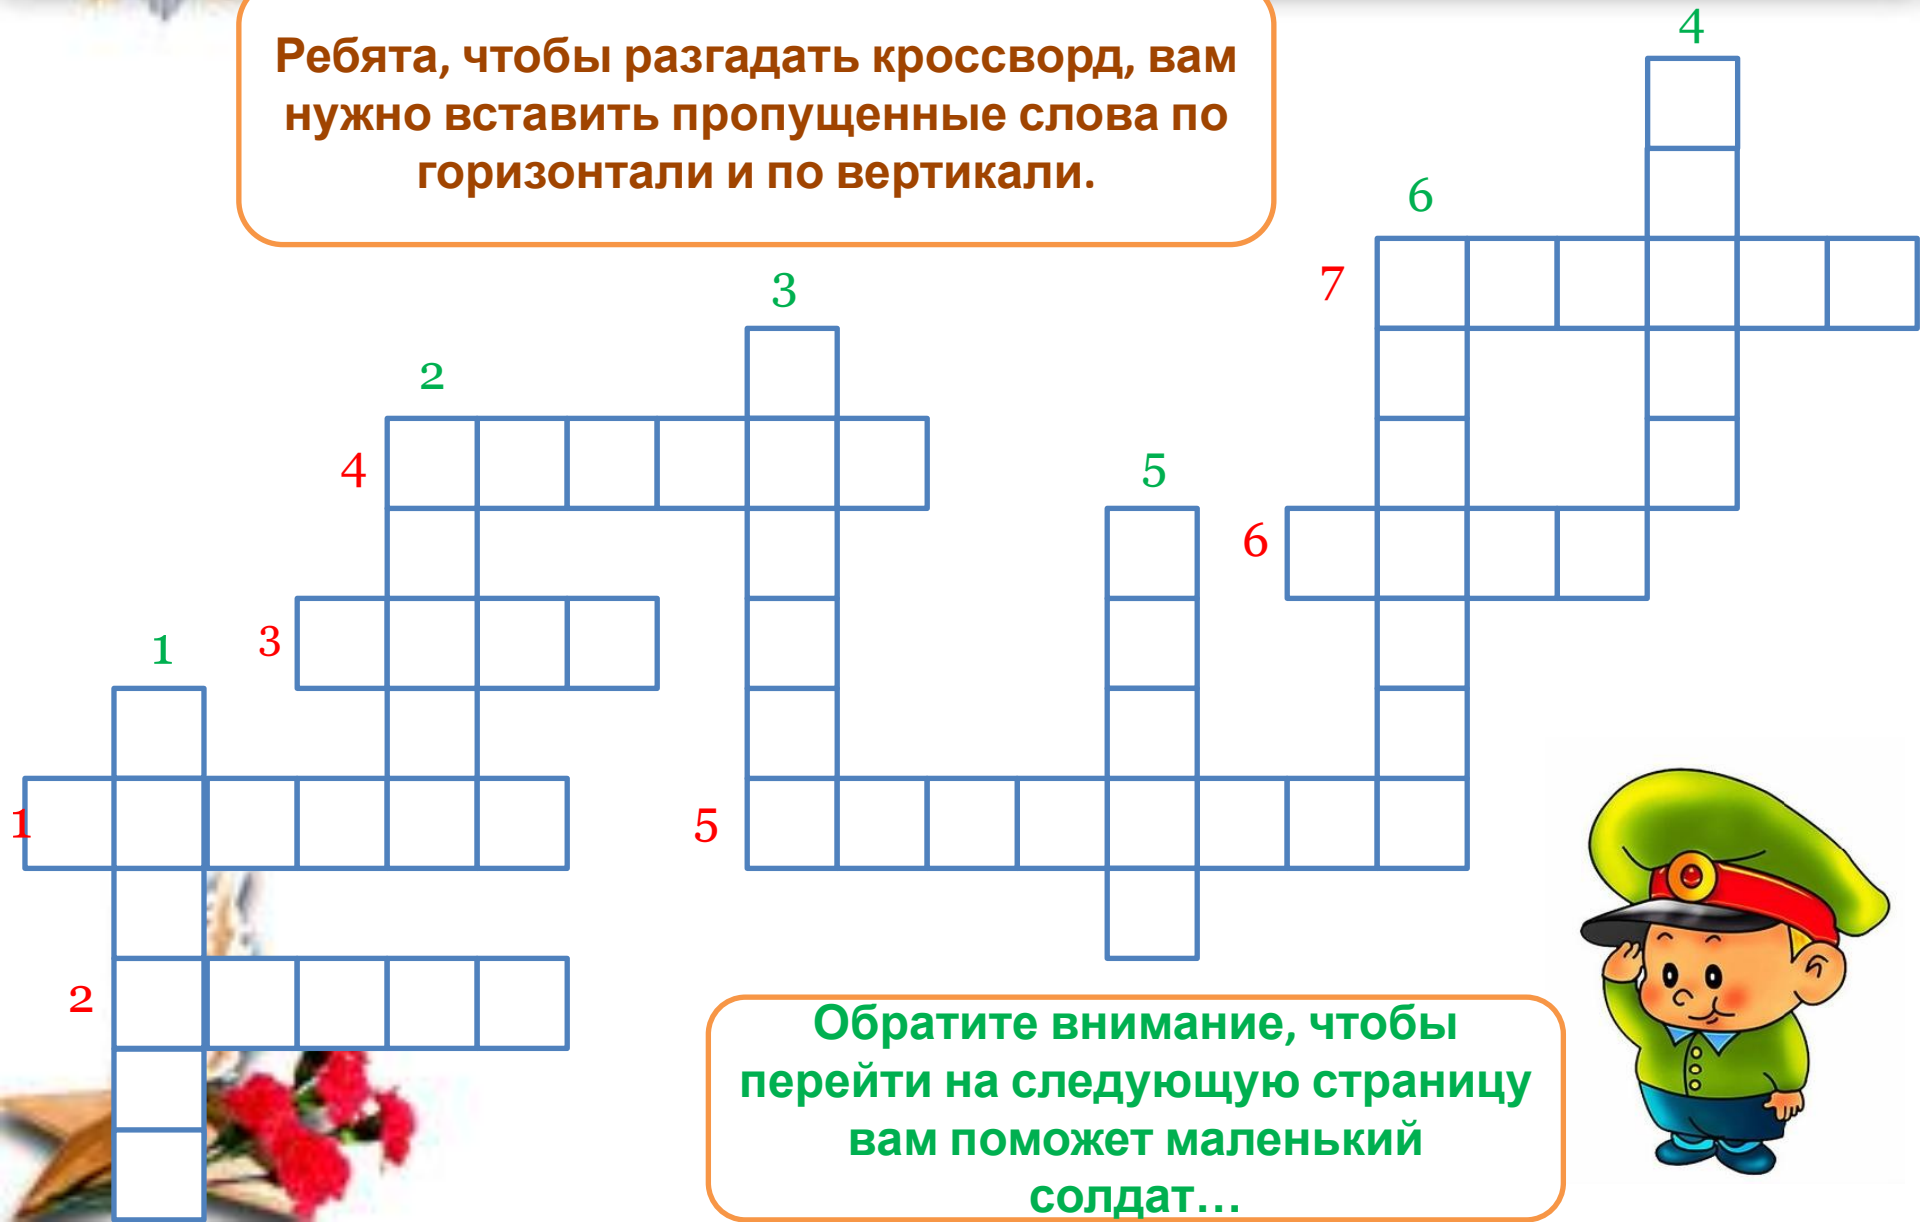 Ребята, чтобы разгадать кроссворд, вам
нужно вставить пропущенные слова по
горизонтали и по вертикали.
4
6
7
3
2
4
5
6
3
1
1
5
2
Обратите внимание, чтобы
перейти на следующую страницу
вам поможет маленький
солдат...